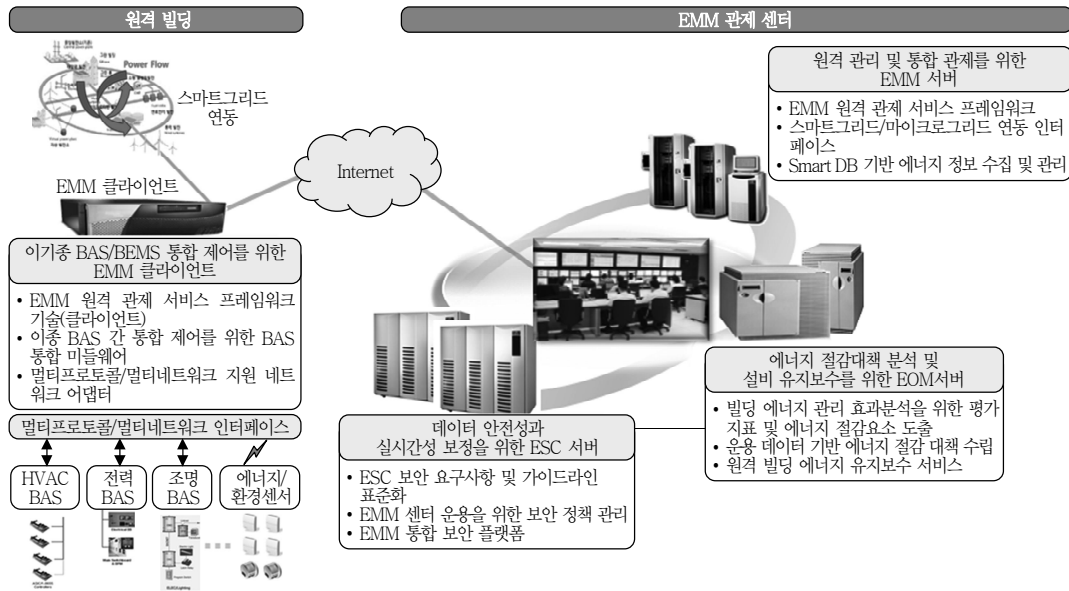 원격 빌딩
EMM 관제 센터
Power Flow
스마트그리드
연동
EMM 클라이언트
Internet
이기종 BAS/BEMS 통합 제어를 위한
EMM 클라이언트
• EMM 원격 관제 서비스 프레임워크
기술(클라이언트)
• 이종 BAS 간 통합 제어를 위한 BAS
통합 미들웨어
• 멀티프로토콜/멀티네트워크 지원 네트
워크 어댑터
멀티프로토콜/멀티네트워크 인터페이스
HVAC
BAS
전력
BAS
조명
BAS
에너지/
환경센서
원격 관리 및 통합 관제를 위한
EMM 서버
• EMM 원격 관제 서비스 프레임워크
• 스마트그리드/마이크로그리드 연동 인터
페이스
• Smart DB 기반 에너지 정보 수집 및 관리
에너지 절감대책 분석 및
설비 유지보수를 위한 EOM서버
• 빌딩 에너지 관리 효과분석을 위한 평가
지표 및 에너지 절감요소 도출
• 운용 데이터 기반 에너지 절감 대책 수립
• 원격 빌딩 에너지 유지보수 서비스
데이터 안전성과
실시간성 보정을 위한 ESC 서버
• ESC 보안 요구사항 및 가이드라인
표준화
• EMM 센터 운용을 위한 보안 정책 관리
• EMM 통합 보안 플랫폼